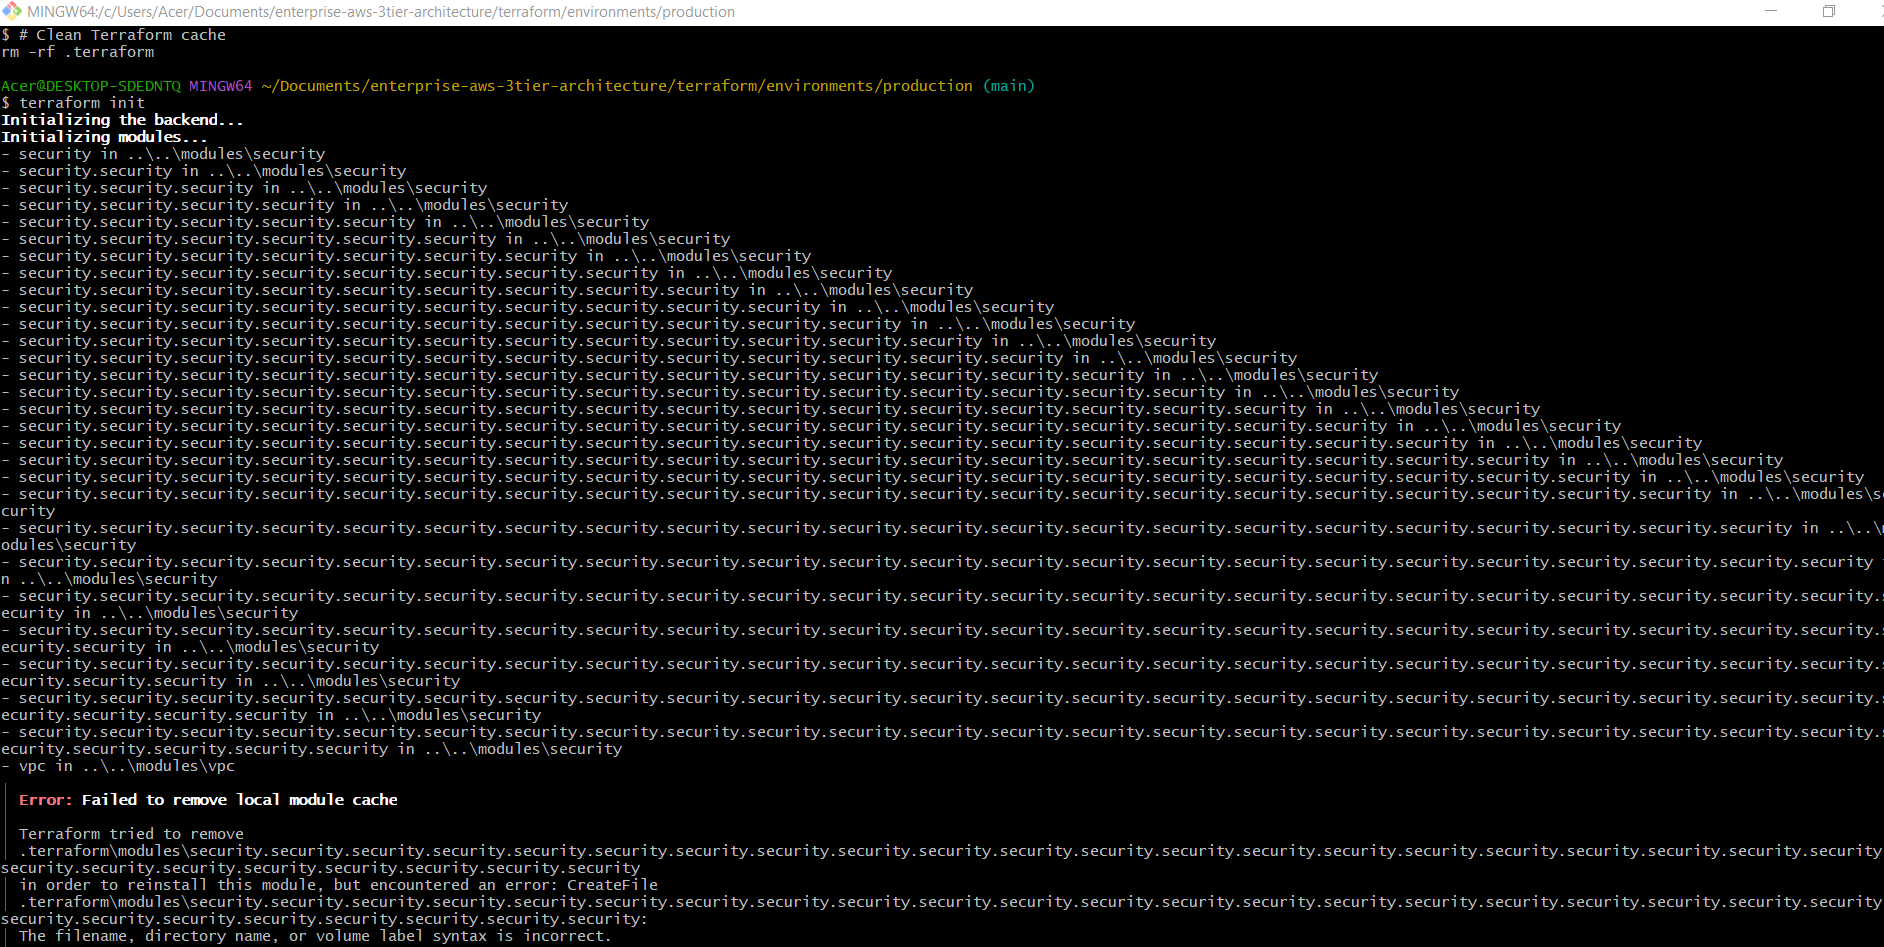 MINGW64:/c/Users/Acer/Documents/enterprise-aws-3tier-architecture/terraform/environments/production
$ # Clean Terraform cache
rm -rf .terraform
Acer@DESKTOP-SDEDNTQ MINGW64 ~/Documents/enterprise-aws-3tier-architecture/terraform/environments/production (main)
$ terraform init
Initializing the backend...
Initializing modules...
- security in ..\..\modules\security
- security.security in ..\..\modules\security
- security.security.security in ..\..\modules\security
- security.security.security.security in ..\..\modules\security
- security.security.security.security.security in ..\..\modules\security
- security.security.security.security.security.security in ..\..\modules\security
- security.security.security.security.security.security.security in ..\..\modules\security
- security.security.security.security.security.security.security.security in ..\..\modules\security
- security.security.security.security.security.security.security.security.security in ..\..\modules\security
- security.security.security.security.security.security.security.security.security.security in ..\..\modules\security
- security.security.security.security.security.security.security.security.security.security.security in ..\..\modules\security
- security.security.security.security.security.security.security.security.security.security.security.security in ..\..\modules\security
- security.security.security.security.security.security.security.security.security.security.security.security.security in ..\..\modules\security
- security.security.security.security.security.security.security.security.security.security.security.security.security.security in ..\..\modules\security
- security.security.security.security.security.security.security.security.security.security.security.security.security.security.security in ..\..\modules\security
- security.security.security.security.security.security.security.security.security.security.security.security.security.security.security.security in ..\..\modules\security
- security.security.security.security.security.security.security.security.security.security.security.security.security.security.security.security.security in ..\..\modules\security
- security.security.security.security.security.security.security.security.security.security.security.security.security.security.security.security.security.security in ..\..\modules\security
- security.security.security.security.security.security.security.security.security.security.security.security.security.security.security.security.security.security.security in ..\..\modules\security
- security.security.security.security.security.security.security.security.security.security.security.security.security.security.security.security.security.security.security.security in ..\..\modules\security
- security.security.security.security.security.security.security.security.security.security.security.security.security.security.security.security.security.security.security.security.security in ..\..\modules\se
curity
- security.security.security.security.security.security.security.security.security.security.security.security.security.security.security.security.security.security.security.security.security.security in ..\..\m
odules\security
- security.security.security.security.security.security.security.security.security.security.security.security.security.security.security.security.security.security.security.security.security.security.security i
n ..\..\modules\security
- security.security.security.security.security.security.security.security.security.security.security.security.security.security.security.security.security.security.security.security.security.security.security.s
ecurity in ..\..\modules\security
- security.security.security.security.security.security.security.security.security.security.security.security.security.security.security.security.security.security.security.security.security.security.security.s
ecurity.security in ..\..\modules\security
- security.security.security.security.security.security.security.security.security.security.security.security.security.security.security.security.security.security.security.security.security.security.security.s
ecurity.security.security in ..\..\modules\security
- security.security.security.security.security.security.security.security.security.security.security.security.security.security.security.security.security.security.security.security.security.security.security.s
ecurity.security.security.security in ..\..\modules\security
- security.security.security.security.security.security.security.security.security.security.security.security.security.security.security.security.security.security.security.security.security.security.security.s
ecurity.security.security.security.security in ..\..\modules\security
- vpc in ..\..\modules\vpc
Error: Failed to remove local module cache
Terraform tried to remove
.terraform\modules\security.security.security.security.security.security.security.security.security.security.security.security.security.security.security.security.security.security.security.security.security
security.security.security.security.security.security.security.security
in order to reinstall this module, but encountered an error: CreateFile
.terraform\modules\security.security.security.security.security.security.security.security.security.security.security.security.security.security.security.security.security.security.security.security.security
security.security.security.security.security.security.security.security:
The filename, directory name, or volume label syntax is incorrect.